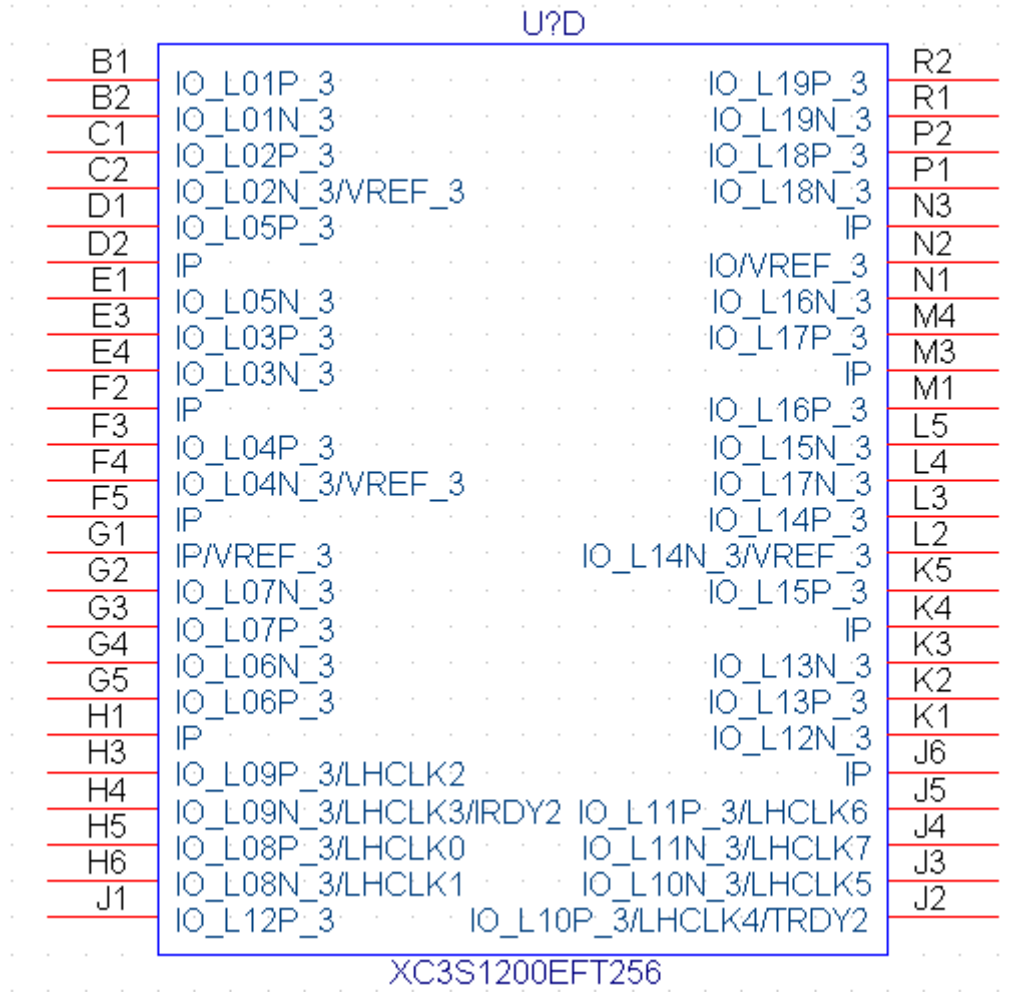 U?D
B1 IO_L01P_3 IO_L19P_3 R2
B2 IO_L01N_3 IO_L19N_3 R1
C1 IO_L02P_3 IO_L18P_3 P2
C2 IO_L02N_3/VREF_3 IO_L18N_3 P1
D1 IO_L05P_3 IP N3
D2 IP IO/VREF_3 N2
E1 IO_L05N_3 IO_L16N_3 N1
E3 IO_L03P_3 IO_L17P_3 M4
E4 IO_L03N_3 IP M3
F2 IP IO_L16P_3 M1
F3 IO_L04P_3 IO_L15N_3 L5
F4 IO_L04N_3/VREF_3 IO_L17N_3 L4
F5 IP IO_L14P_3 L3
G1 IP/VREF_3 IO_L14N_3/VREF_3 L2
G2 IO_L07N_3 IO_L15P_3 K5
G3 IO_L07P_3 IP K4
G4 IO_L06N_3 IO_L13N_3 K3
G5 IO_L06P_3 IO_L13P_3 K2
H1 IP IO_L12N_3 K1
H3 IO_L09P_3/LHCLK2 IP J6
H4 IO_L09N_3/LHCLK3/IRDY2 IO_L11P_3/LHCLK6 J5
H5 IO_L08P_3/LHCLK0 IO_L11N_3/LHCLK7 J4
H6 IO_L08N_3/LHCLK1 IO_L10N_3/LHCLK5 J3
J1 IO_L12P_3 IO_L10P_3/LHCLK4/TRDY2 J2
XC3S1200EFT256